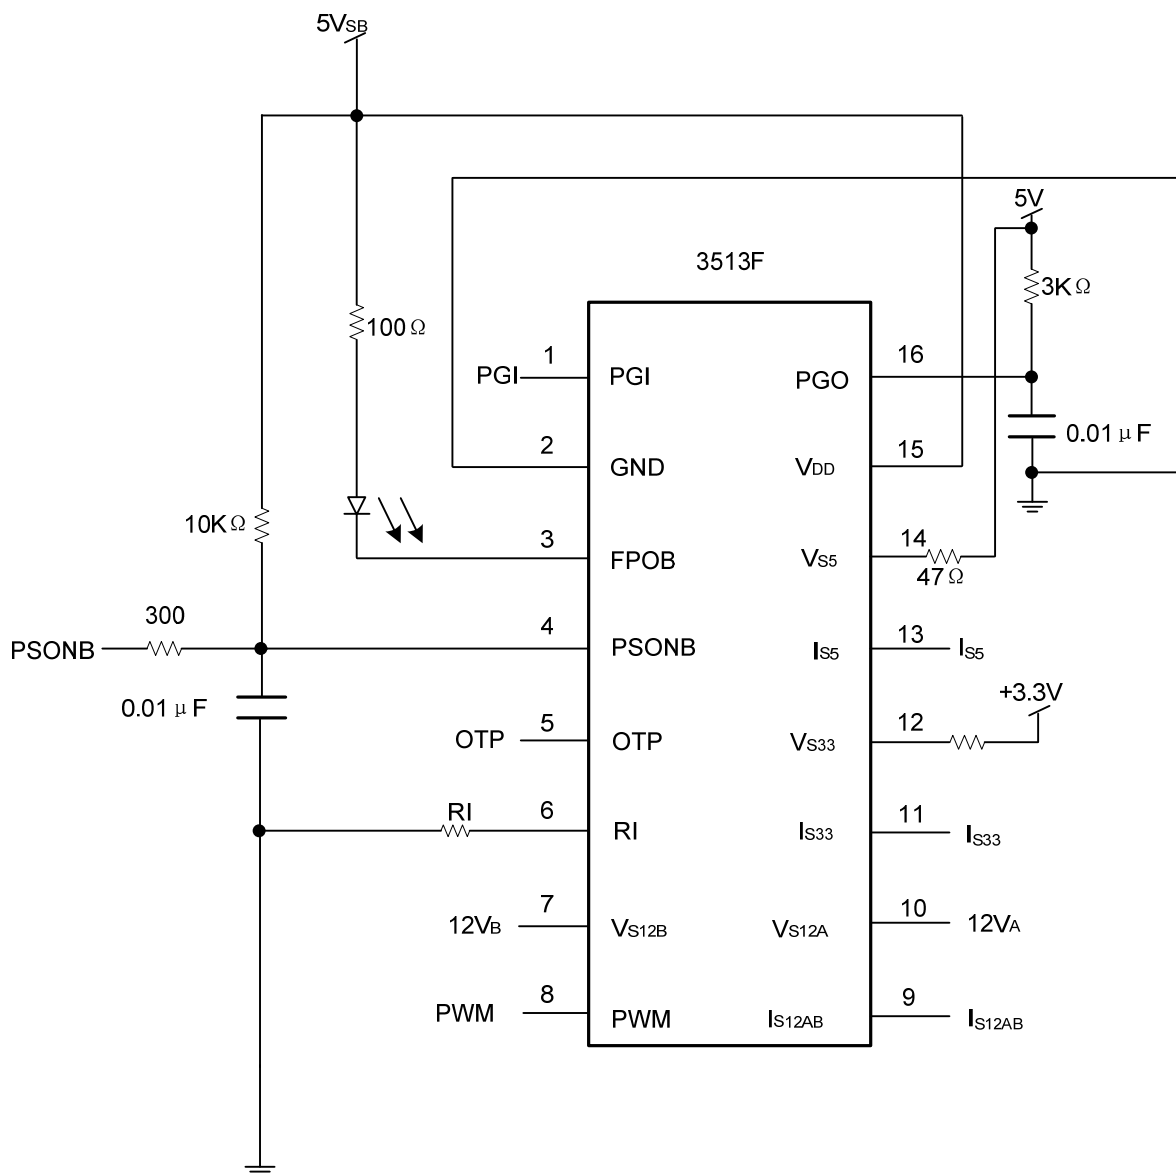 5VSB
5V
3513F
3KΩ
100Ω
1
16
PGI
PGI
PGO
0.01μF
2
15
GND
VDD
10KΩ
3
14
FPOB
VS5
47Ω
300
4
13
PSONB
PSONB
IS5
IS5
+3.3V
0.01μF
5
12
OTP
OTP
VS33
RI
6
11
RI
IS33
IS33
7
10
12VB
VS12B
VS12A
12VA
8
9
PWM
PWM
IS12AB
IS12AB